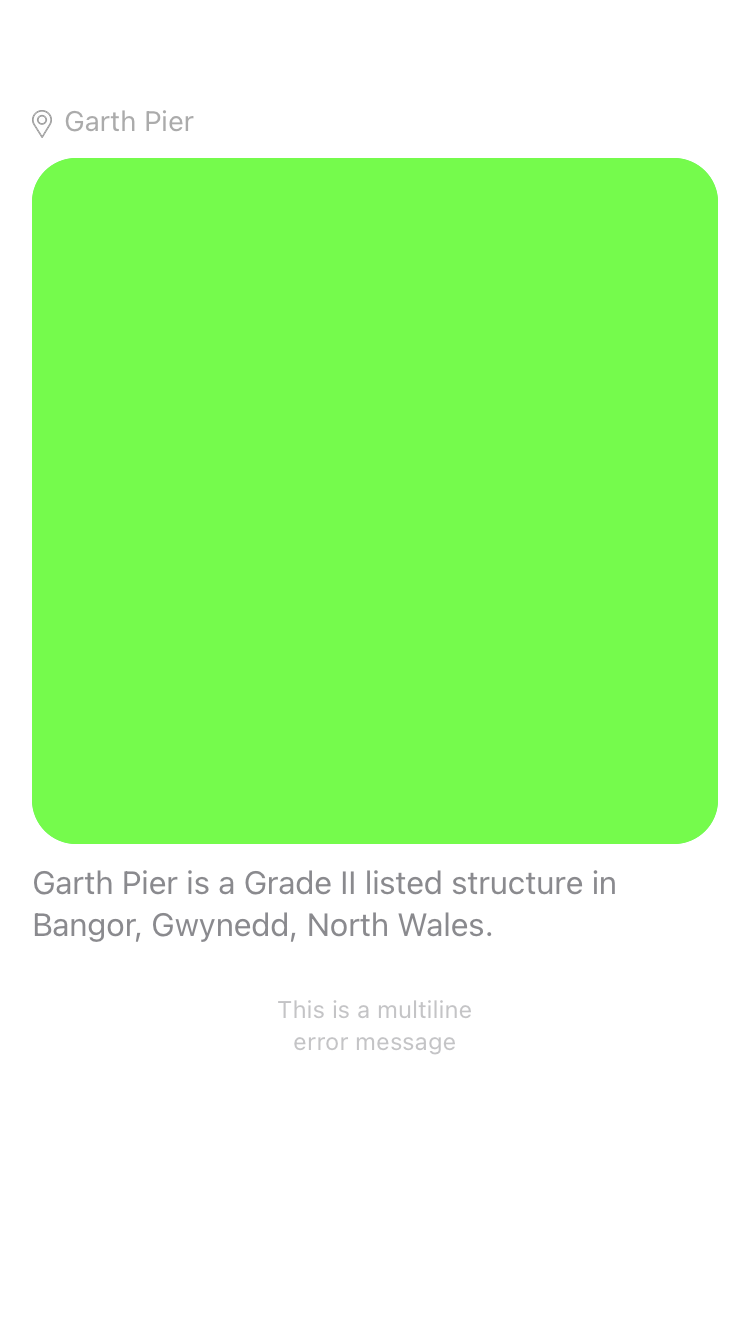 Garth Pier
Garth Pier is a Grade II listed structure in
Bangor, Gwynedd, North Wales.
This is a multiline
error message